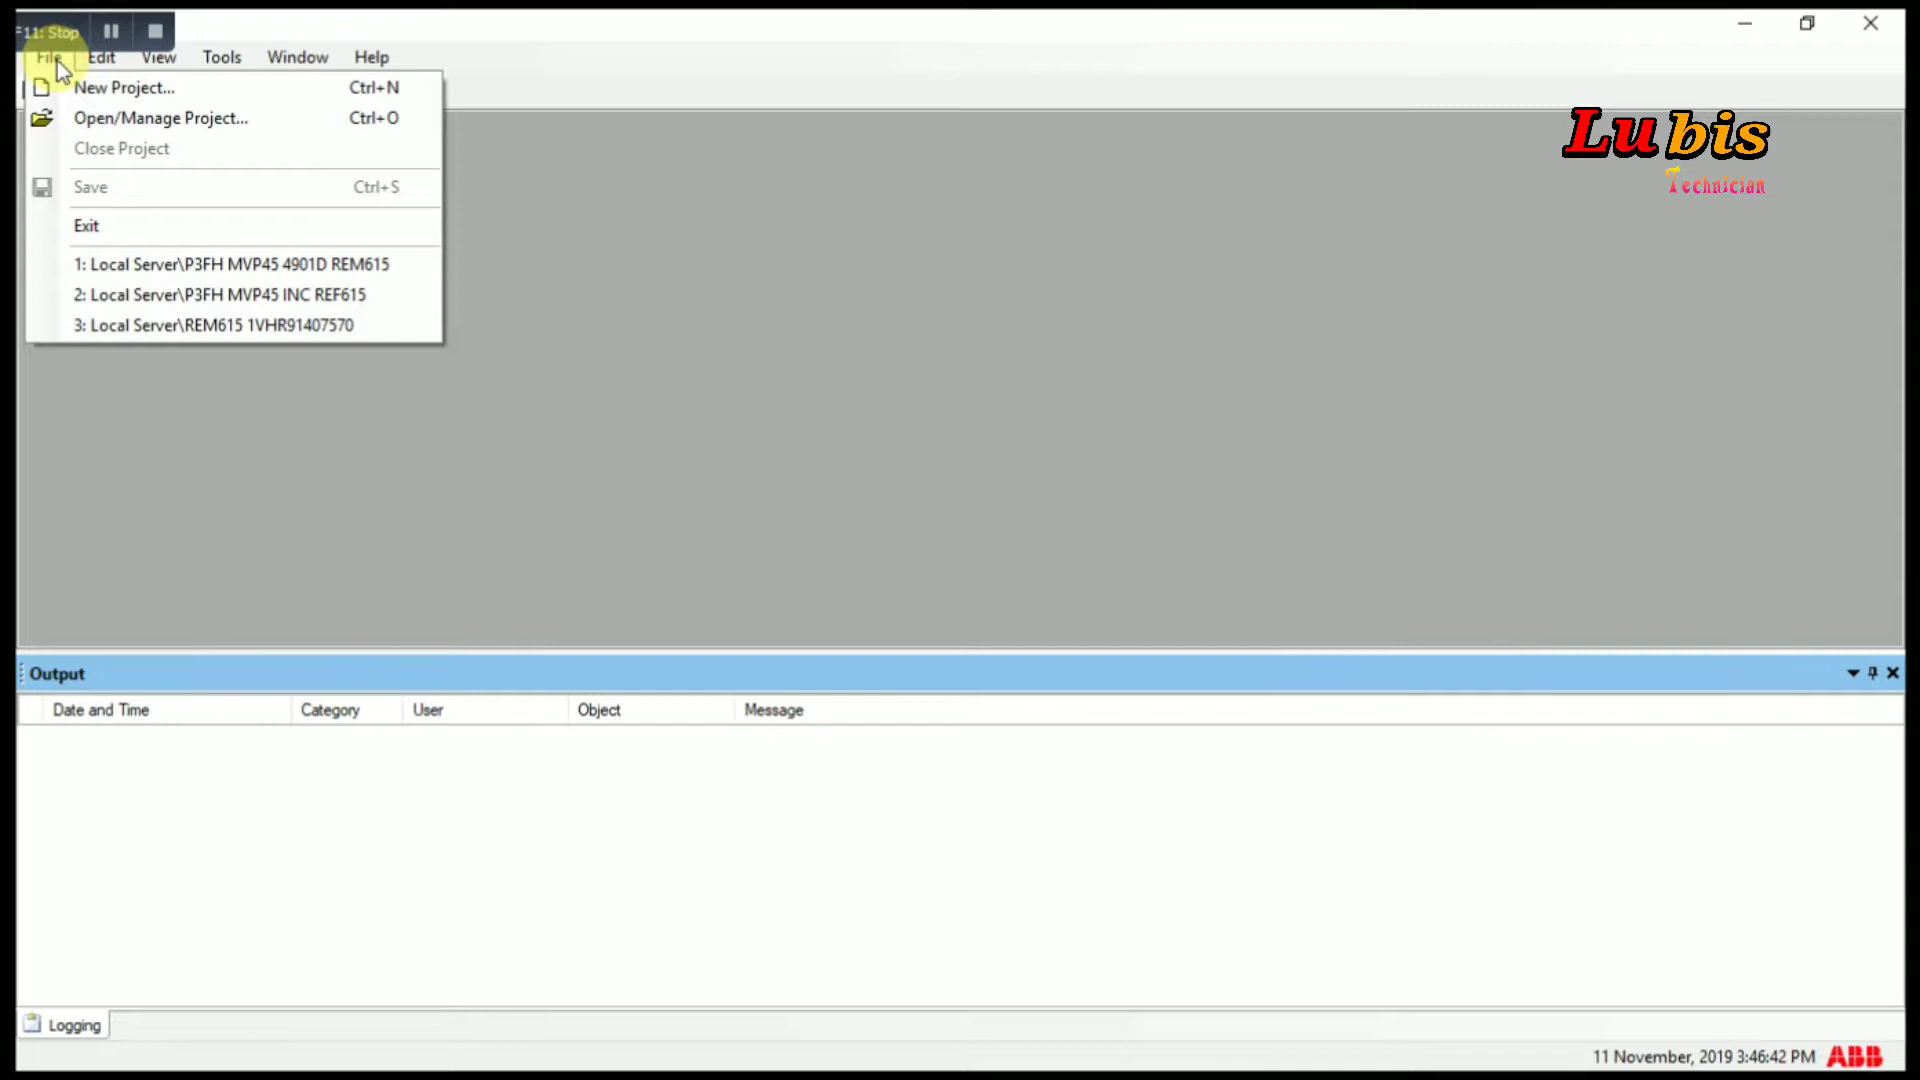 F11: Stop
File Edit View Tools Window Help
New Project... Ctrl+N
Open/Manage Project... Ctrl+O
Close Project
Save Ctrl+S
Exit
1: Local Server\P3FH MVP45 4901D REM615
2: Local Server\P3FH MVP45 INC REF615
3: Local Server\REM615 1VHR91407570
Lubis
Technician
Output
Date and Time Category User Object Message
Logging
11 November, 2019 3:46:42 PM ABB